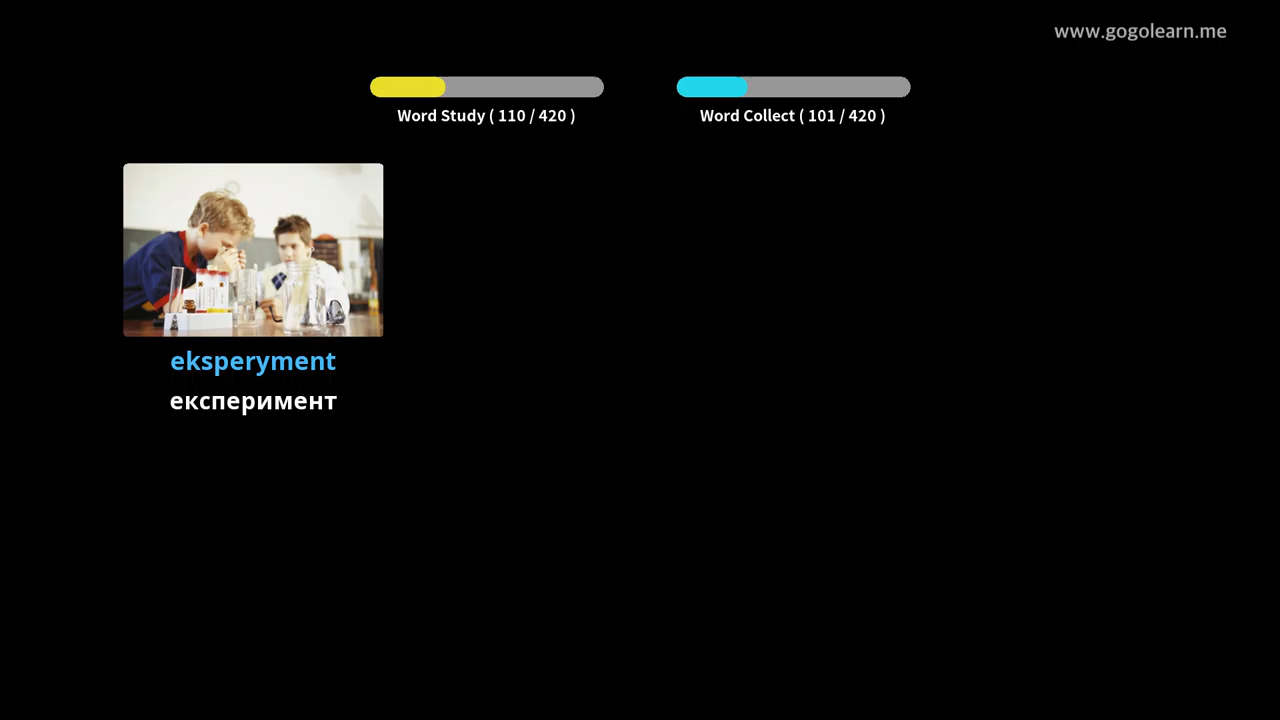 www.gogolearn.me
Word Study ( 110 / 420 )
Word Collect ( 101 / 420 )
eksperyment
експеримент